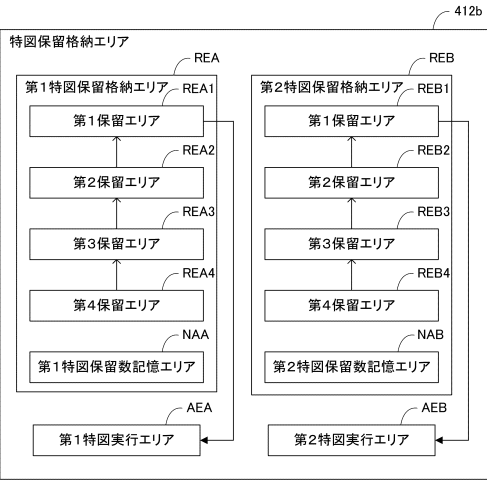 412b
特図保留格納エリア
REA
第1特図保留格納エリア
REA1
第1保留エリア
REA2
第2保留エリア
REA3
第3保留エリア
REA4
第4保留エリア
NAA
第1特図保留数記憶エリア
AEA
第1特図実行エリア
REB
第2特図保留格納エリア
REB1
第1保留エリア
REB2
第2保留エリア
REB3
第3保留エリア
REB4
第4保留エリア
NAB
第2特図保留数記憶エリア
AEB
第2特図実行エリア